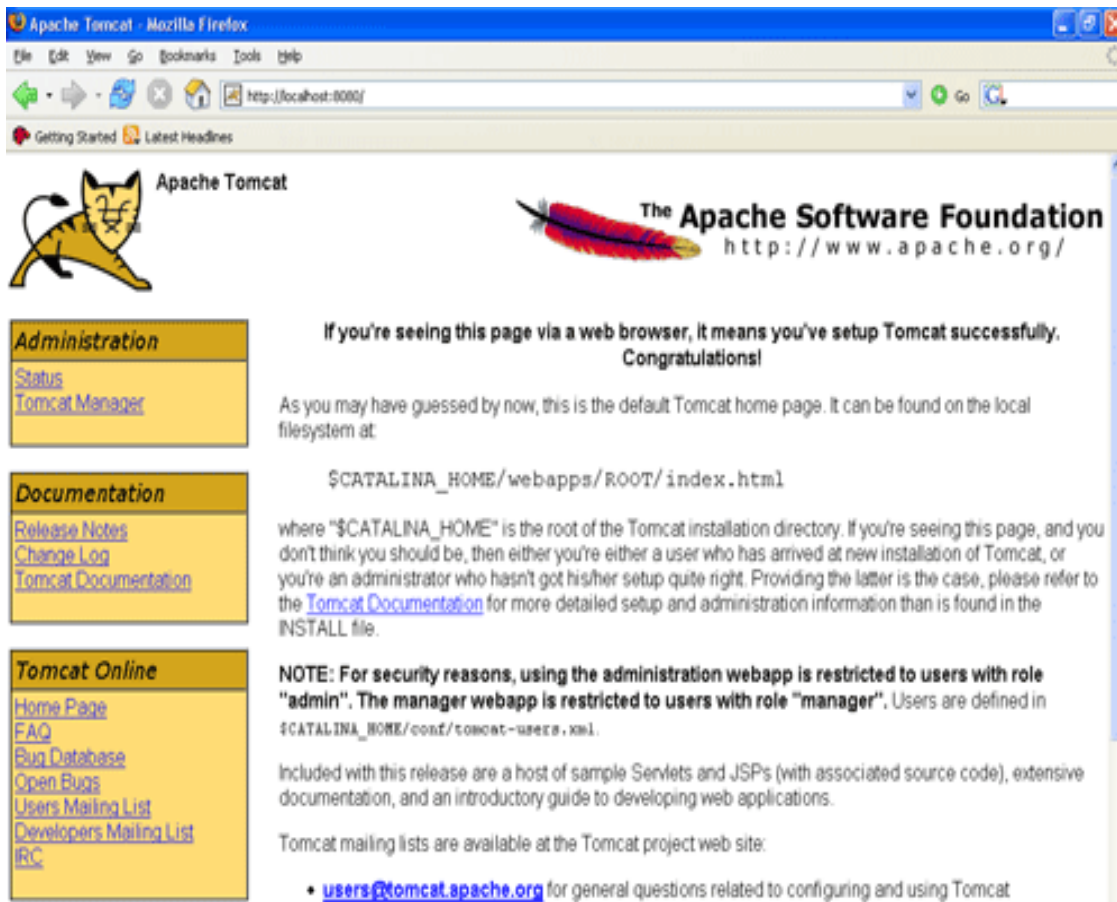 Apache Tomcat - Mozilla Firefox
File Edit View Go Bookmarks Tools Help
http://localhost:8080/
Go
Getting Started Latest Headlines
Apache Tomcat
The Apache Software Foundation
http://www.apache.org/
Administration
Status
Tomcat Manager
Documentation
Release Notes
Change Log
Tomcat Documentation
Tomcat Online
Home Page
FAQ
Bug Database
Open Bugs
Users Mailing List
Developers Mailing List
IRC
If you're seeing this page via a web browser, it means you've setup Tomcat successfully.
Congratulations!
As you may have guessed by now, this is the default Tomcat home page. It can be found on the local
filesystem at:
$CATALINA_HOME/webapps/ROOT/index.html
where "$CATALINA_HOME" is the root of the Tomcat installation directory. If you're seeing this page, and you
don't think you should be, then either you're either a user who has arrived at new installation of Tomcat, or
you're an administrator who hasn't got his/her setup quite right. Providing the latter is the case, please refer to
the Tomcat Documentation for more detailed setup and administration information than is found in the
INSTALL file.
NOTE: For security reasons, using the administration webapp is restricted to users with role
"admin". The manager webapp is restricted to users with role "manager". Users are defined in
$CATALINA_HOME/conf/tomcat-users.xml.
Included with this release are a host of sample Servlets and JSPs (with associated source code), extensive
documentation, and an introductory guide to developing web applications.
Tomcat mailing lists are available at the Tomcat project web site:
• users@tomcat.apache.org for general questions related to configuring and using Tomcat